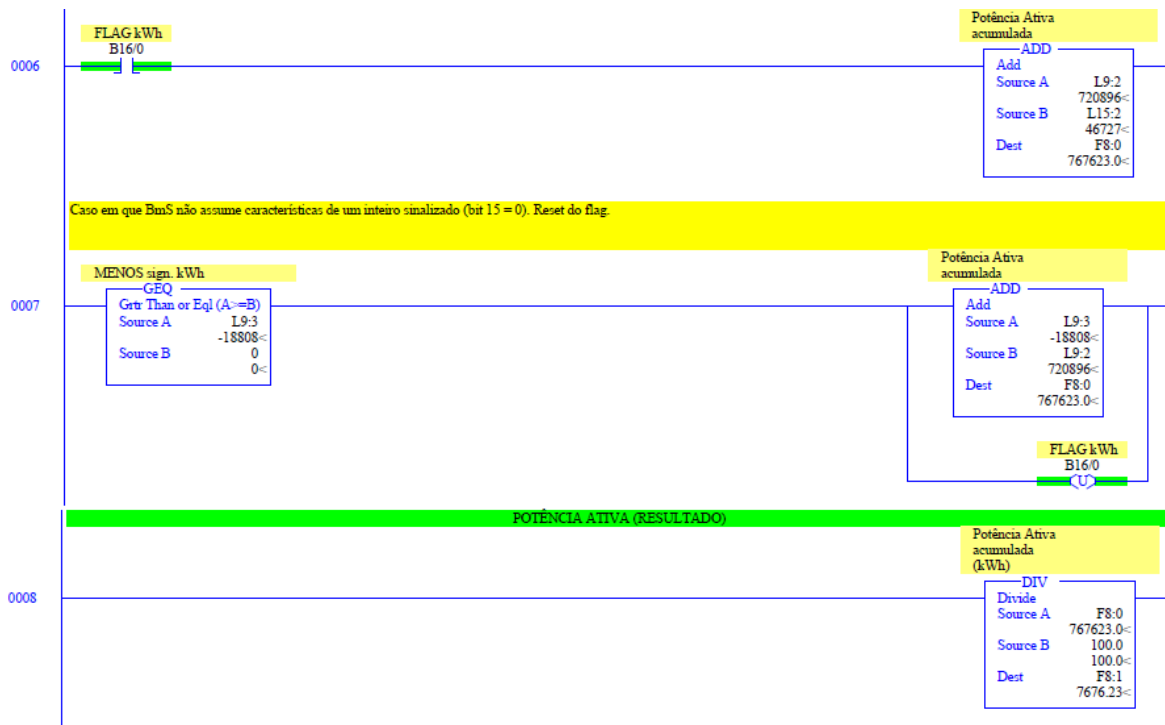 FLAG kWh
B16/0
0006
Potência Ativa
acumulada
ADD
Add
Source A L9:2
720896<
Source B L15:2
46727<
Dest F8:0
767623.0<
Caso em que BmS não assume características de um inteiro sinalizado (bit 15 = 0). Reset do flag.
MENOS sign. kWh
GEQ
0007
Grtr Than or Eql (A>=B)
Source A L9:3
-18808<
Source B 0
0<
Potência Ativa
acumulada
ADD
Add
Source A L9:3
-18808<
Source B L9:2
720896<
Dest F8:0
767623.0<
FLAG kWh
B16/0
U
POTÊNCIA ATIVA (RESULTADO)
0008
Potência Ativa
acumulada
(kWh)
DIV
Divide
Source A F8:0
767623.0<
Source B 100.0
100.0<
Dest F8:1
7676.23<